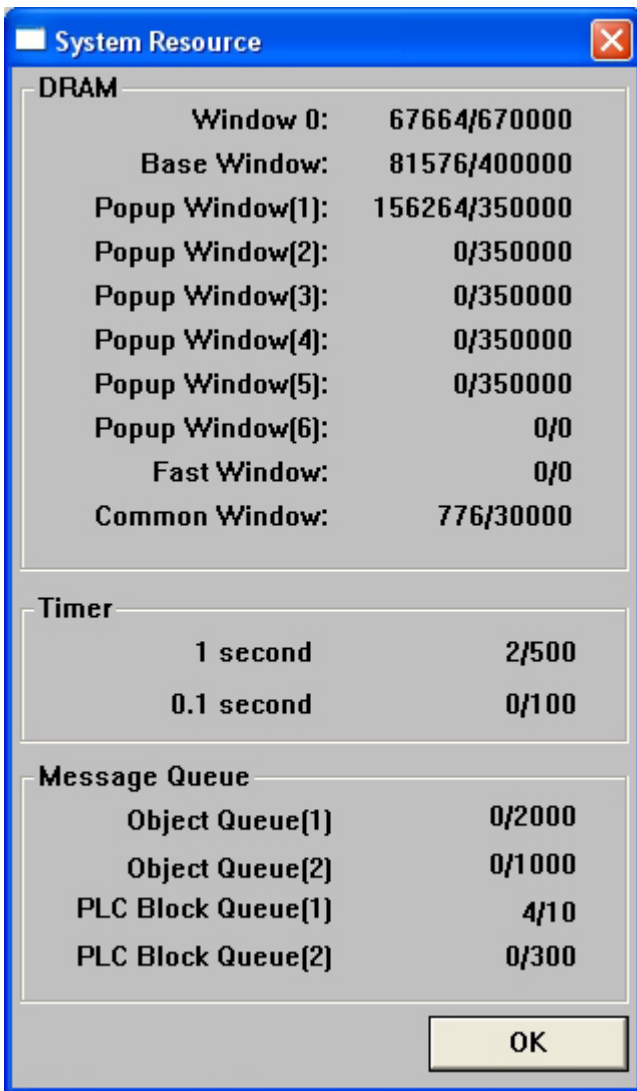 System Resource
DRAM
Window 0: 67664/670000
Base Window: 81576/400000
Popup Window(1): 156264/350000
Popup Window(2): 0/350000
Popup Window(3): 0/350000
Popup Window(4): 0/350000
Popup Window(5): 0/350000
Popup Window(6): 0/0
Fast Window: 0/0
Common Window: 776/30000
Timer
1 second 2/500
0.1 second 0/100
Message Queue
Object Queue(1) 0/2000
Object Queue(2) 0/1000
PLC Block Queue(1) 4/10
PLC Block Queue(2) 0/300
OK